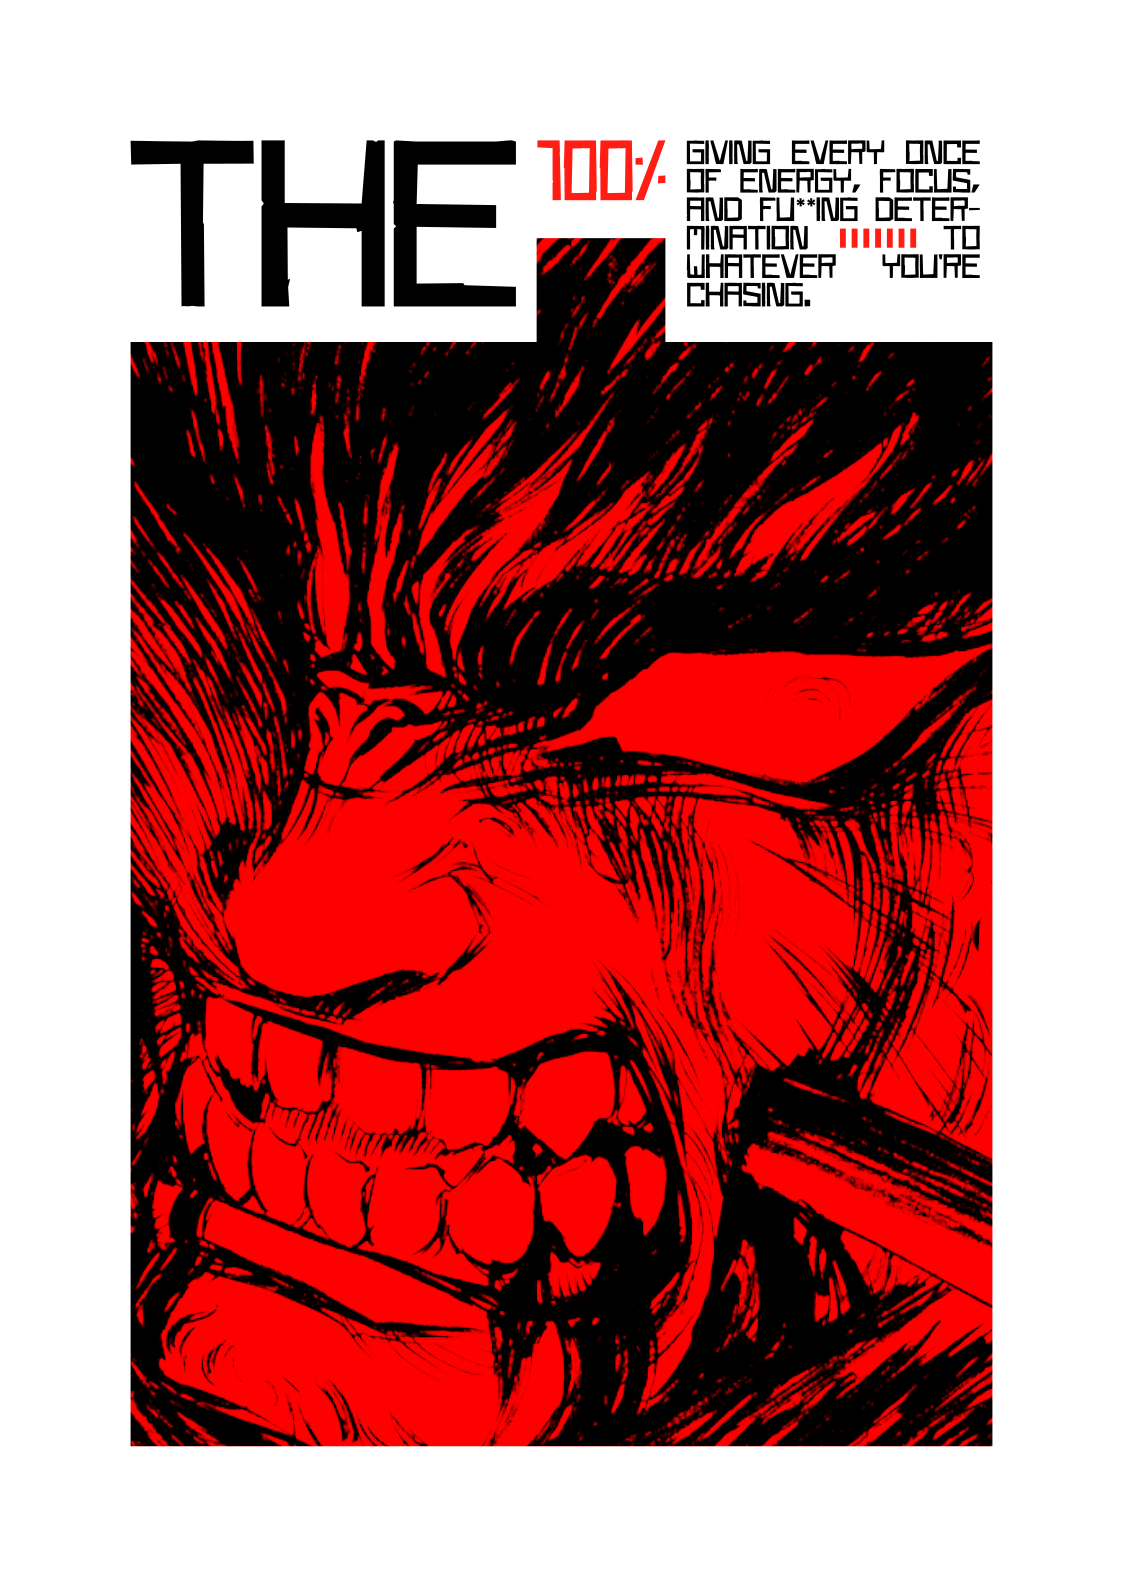 THE
100%
GIVING EVERY ONCE
OF ENERGY, FOCUS,
AND FU**ING DETER-
MINATION TO
WHATEVER YOU'RE
CHASING.